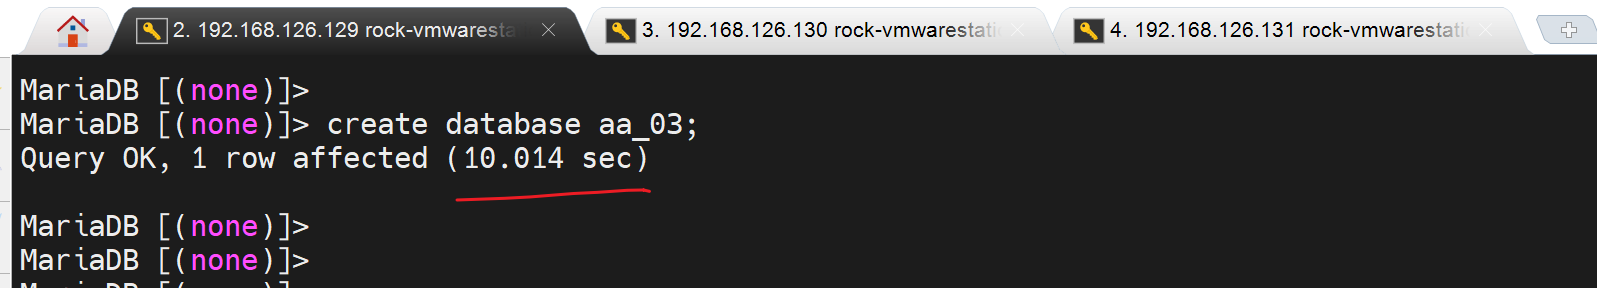 2. 192.168.126.129 rock-vmwaresta
3. 192.168.126.130 rock-vmwarestati
4. 192.168.126.131 rock-vmwarestati
MariaDB [(none)]>
MariaDB [(none)]> create database aa_03;
Query OK, 1 row affected (10.014 sec)
MariaDB [(none)]>
MariaDB [(none)]>
MariaDB [(none)]>